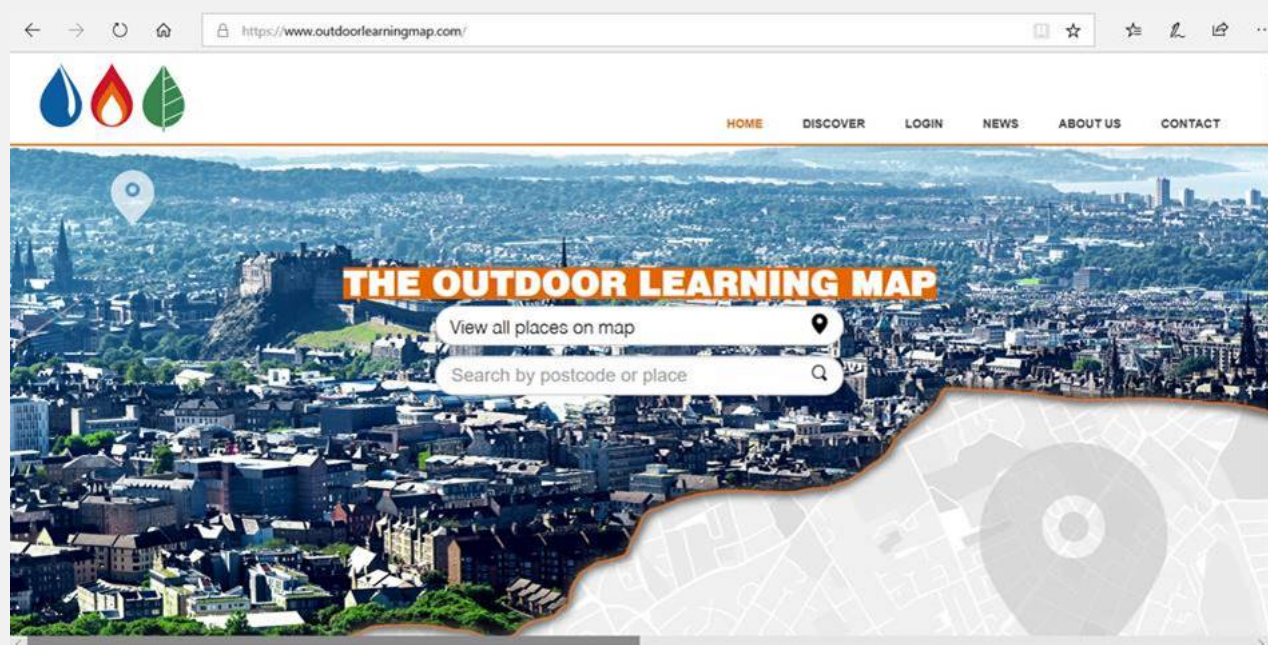 https://www.outdoorlearningmap.com/
HOME DISCOVER LOGIN NEWS ABOUT US CONTACT
THE OUTDOOR LEARNING MAP
View all places on map
Search by postcode or place